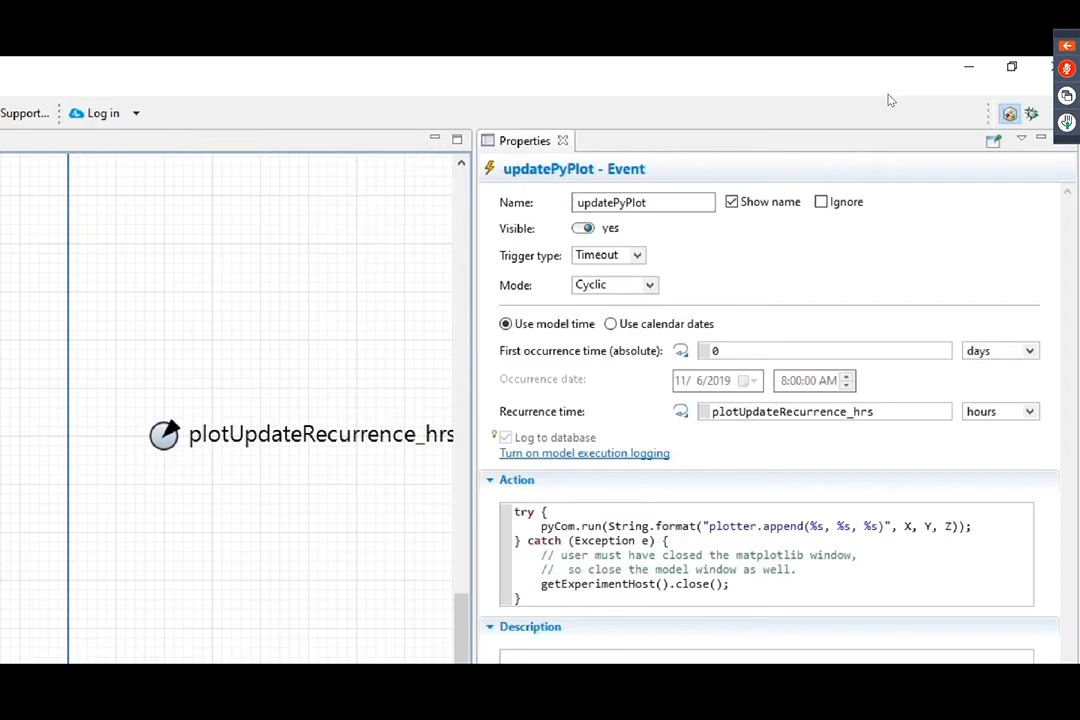 Support...
Log in
Properties
updatePyPlot - Event
Name:
updatePyPlot
Show name
Ignore
Visible:
yes
Trigger type:
Timeout
Mode:
Cyclic
Use model time
Use calendar dates
First occurrence time (absolute):
0
days
Occurrence date:
11/ 6/2019
8:00:00 AM
Recurrence time:
plotUpdateRecurrence_hrs
hours
Log to database
Turn on model execution logging
plotUpdateRecurrence_hrs
Action
try {
pyCom.run(String.format("plotter.append(%s, %s, %s)", X, Y, Z));
} catch (Exception e) {
// user must have closed the matplotlib window,
// so close the model window as well.
getExperimentHost().close();
}
Description